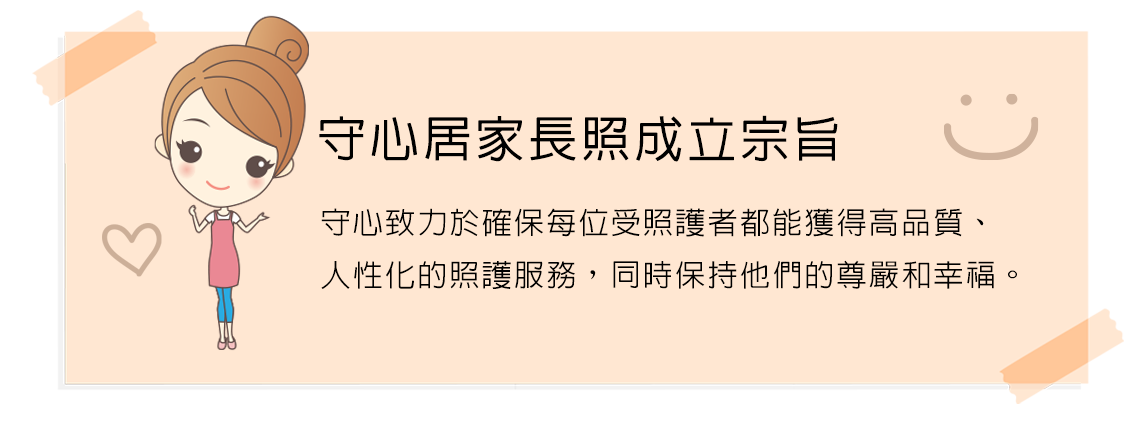 守心居家長照成立宗旨
守心致力於確保每位受照護者都能獲得高品質、
人性化的照護服務，同時保持他們的尊嚴和幸福。